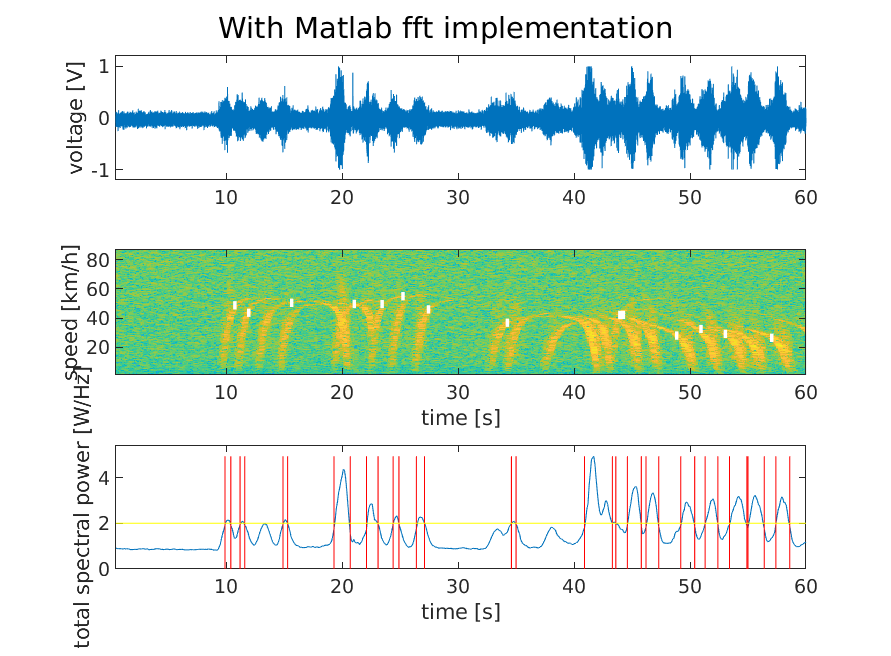 With Matlab fft implementation
voltage [V]
1
0
-1
10 20 30 40 50 60
speed [km/h]
80
60
40
20
10 20 30 40 50 60
time [s]
total spectral power [W/Hz]
4
2
0
10 20 30 40 50 60
time [s]